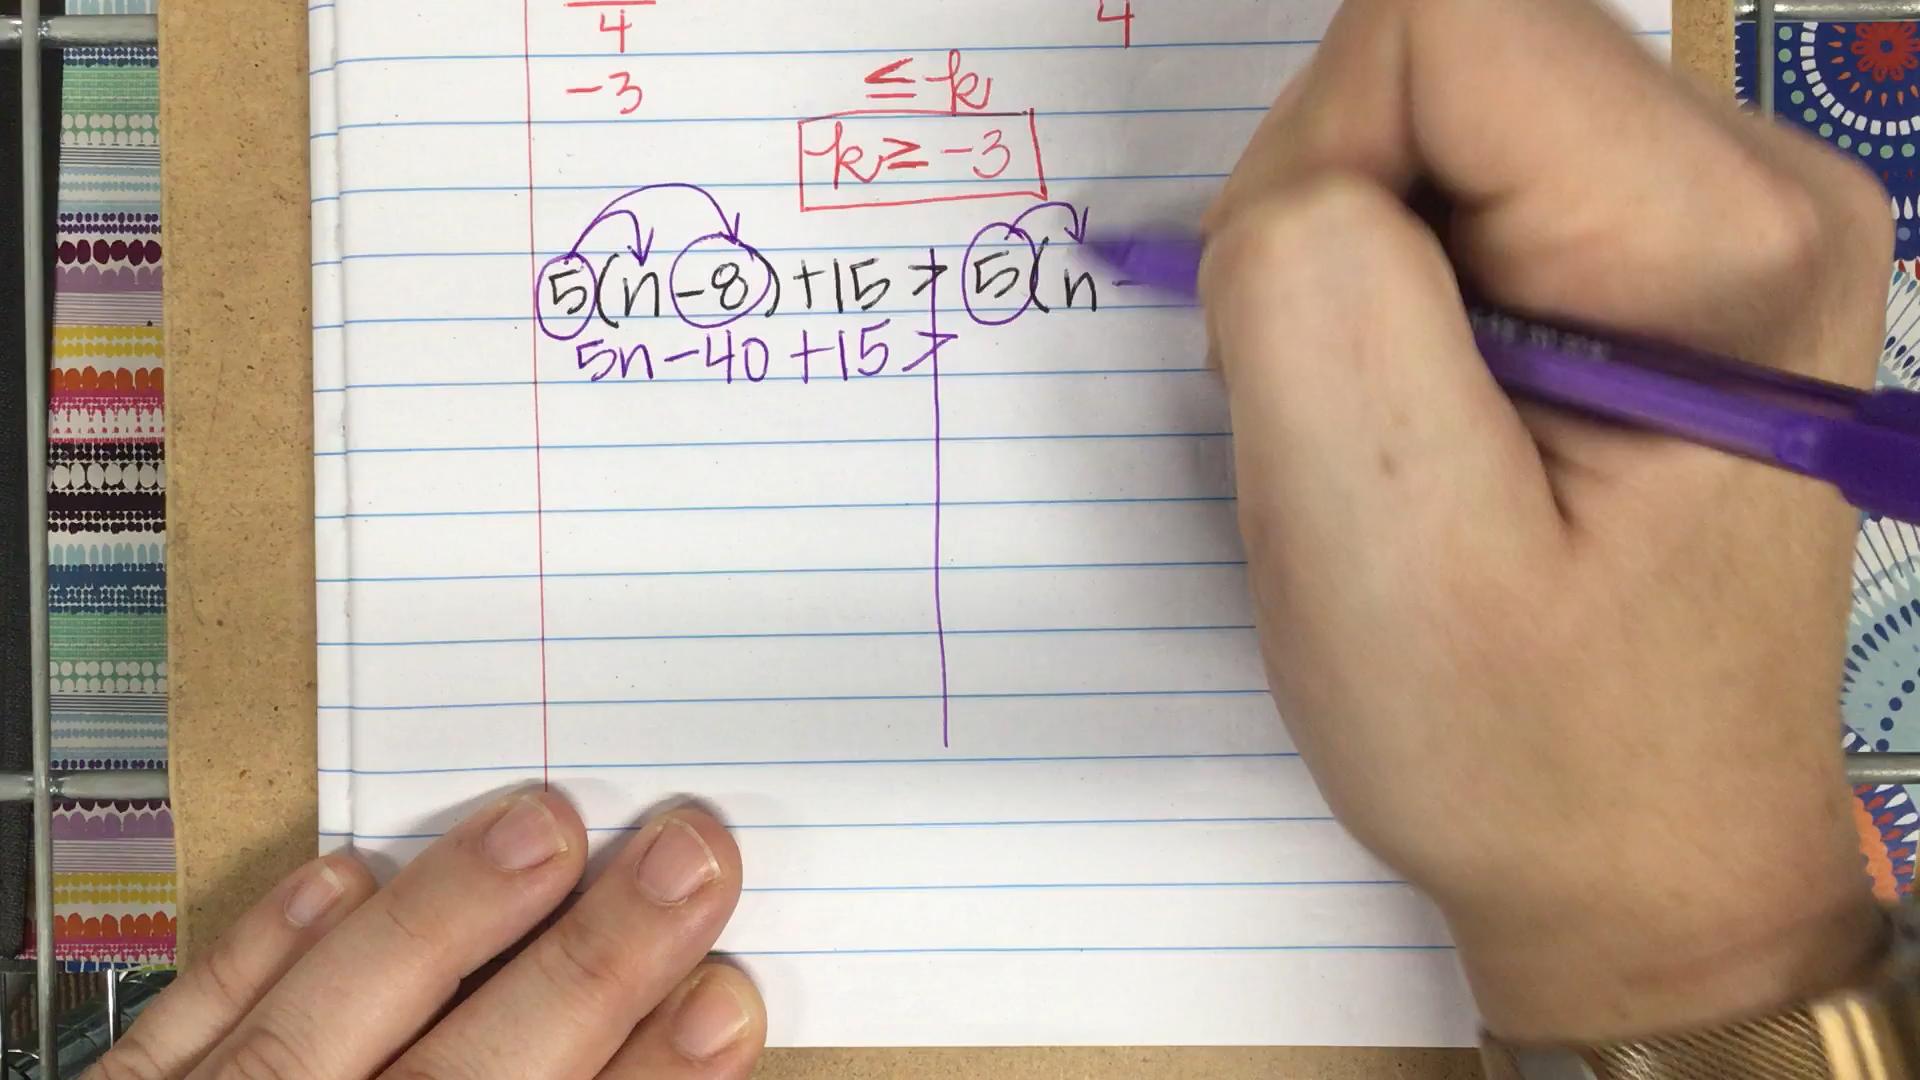 4 4
-3 ≤ k
k ≥ -3
5(n-8)+15 > 5(n-
5n-40+15 >